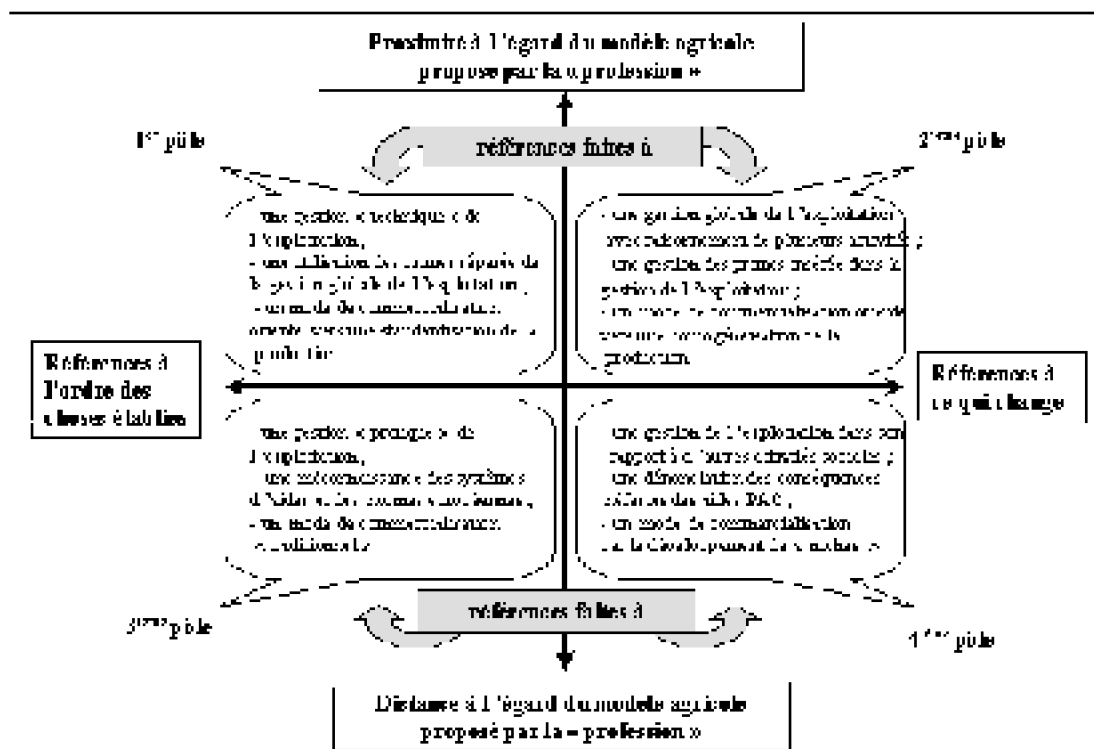 Proximité à l'égard du modèle agricole
proposé par la « profession »
1er pôle
références faites à
2ème pôle
- une gestion « technique » de
l'exploitation ;
- une utilisation des primes séparée de
la gestion globale de l'exploitation ;
- un mode de commercialisation
orienté vers une standardisation de la
production
- une gestion globale de l'exploitation
avec raisonnement de plusieurs activités ;
- une gestion des primes insérée dans la
gestion de l'exploitation ;
- un mode de commercialisation orienté
vers une homogénéisation de la
production
Références à
l'ordre des
choses établies
Références à
ce qui change
- une gestion « pratique » de
l'exploitation ;
- une méconnaissance des systèmes
d'aides et des normes européennes ;
- un mode de commercialisation
« traditionnelle »
- une gestion de l'exploitation dans son
rapport à d'autres activités sociales ;
- une dénonciation des conséquences
des aides PAC ;
- un mode de commercialisation
par le développement de « niches »
références faites à
3ème pôle
4ème pôle
Distance à l'égard du modèle agricole
proposé par la « profession »